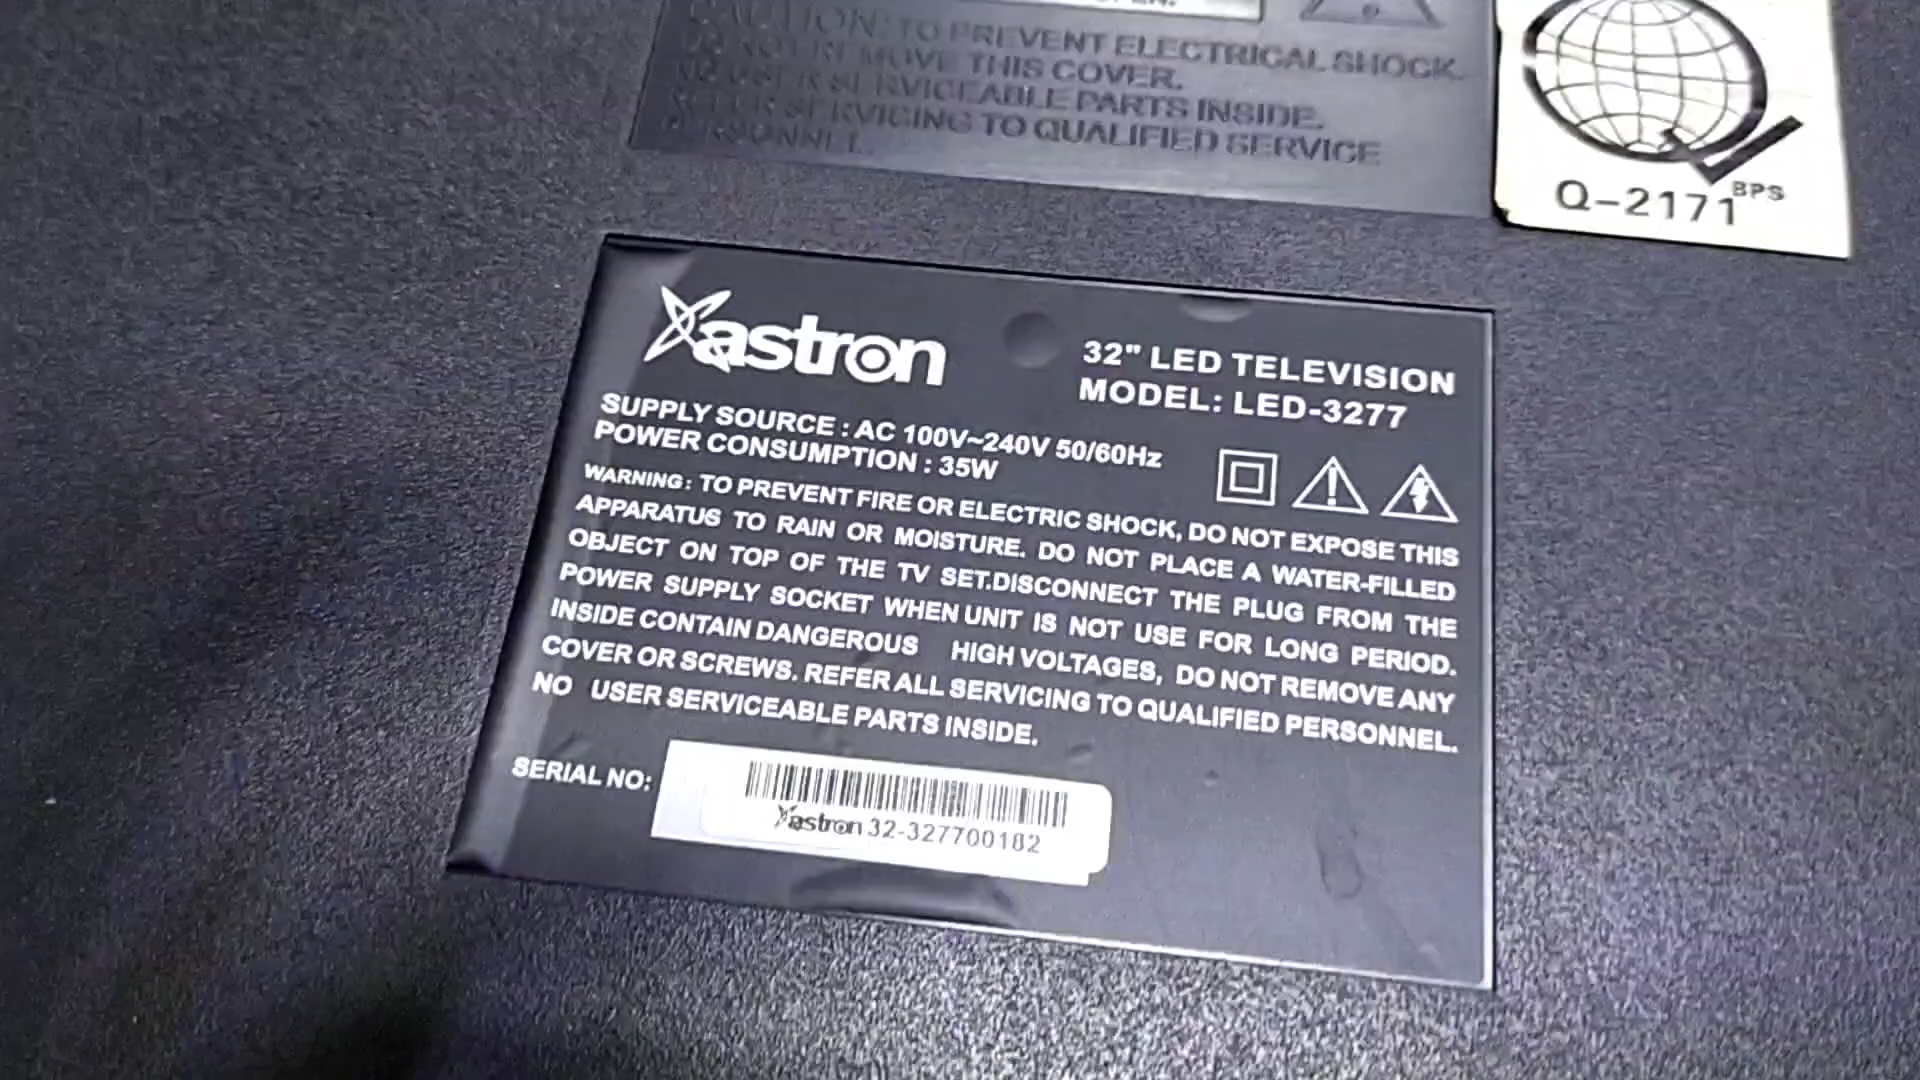 CAUTION: TO PREVENT ELECTRICAL SHOCK.
DO NOT REMOVE THIS COVER.
NO USER SERVICEABLE PARTS INSIDE.
REFER SERVICING TO QUALIFIED SERVICE
PERSONNEL.
Q-2171 BPS
astron
32" LED TELEVISION
MODEL: LED-3277
SUPPLY SOURCE : AC 100V~240V 50/60Hz
POWER CONSUMPTION : 35W
WARNING: TO PREVENT FIRE OR ELECTRIC SHOCK, DO NOT EXPOSE THIS
APPARATUS TO RAIN OR MOISTURE. DO NOT PLACE A WATER-FILLED
OBJECT ON TOP OF THE TV SET.DISCONNECT THE PLUG FROM THE
POWER SUPPLY SOCKET WHEN UNIT IS NOT USE FOR LONG PERIOD.
INSIDE CONTAIN DANGEROUS HIGH VOLTAGES, DO NOT REMOVE ANY
COVER OR SCREWS. REFER ALL SERVICING TO QUALIFIED PERSONNEL.
NO USER SERVICEABLE PARTS INSIDE.
SERIAL NO:
astron 32-327700182